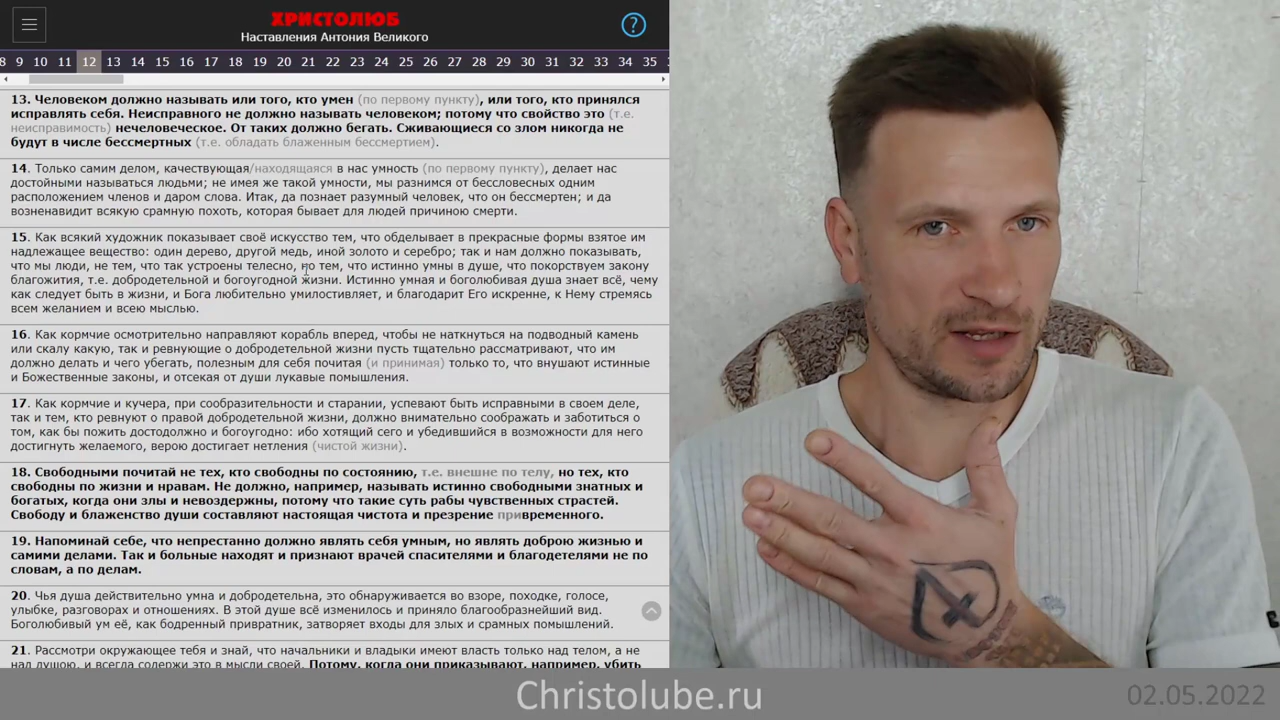 ХРИСТОЛЮБ
Наставления Антония Великого
8 9 10 11 12 13 14 15 16 17 18 19 20 21 22 23 24 25 26 27 28 29 30 31 32 33 34 35
13. Человеком должно называть или того, кто умен (по первому пункту), или того, кто принялся
исправлять себя. Неисправного не должно называть человеком; потому что свойство это (т.е.
неисправимость) нечеловеческое. От таких должно бегать. Сживающиеся со злом никогда не
будут в числе бессмертных (т.е. обладать блаженным бессмертием).
14. Только самим делом, качествующая/находящаяся в нас умность (по первому пункту), делает нас
достойными называться людьми; не имея же такой умности, мы разнимся от бессловесных одним
расположением членов и даром слова. Итак, да познает разумный человек, что он бессмертен; и да
возненавидит всякую срамную похоть, которая бывает для людей причиною смерти.
15. Как всякий художник показывает своё искусство тем, что обделывает в прекрасные формы взятое им
надлежащее вещество: один дерево, другой медь, иной золото и серебро; так и нам должно показывать,
что мы люди, не тем, что так устроены телесно, но тем, что истинно умны в душе, что покорствуем закону
благожития, т.е. добродетельной и богоугодной жизни. Истинно умная и боголюбивая душа знает всё, чему
как следует быть в жизни, и Бога любительно умилостивляет, и благодарит Его искренне, к Нему стремясь
всем желанием и всею мыслью.
16. Как кормчие осмотрительно направляют корабль вперед, чтобы не наткнуться на подводный камень
или скалу какую, так и ревнующие о добродетельной жизни пусть тщательно рассматривают, что им
должно делать и чего убегать, полезным для себя почитая (и принимая) только то, что внушают истинные
и Божественные законы, и отсекая от души лукавые помышления.
17. Как кормчие и кучера, при сообразительности и старании, успевают быть исправными в своем деле,
так и тем, кто ревнуют о правой добродетельной жизни, должно внимательно соображать и заботиться о
том, как бы пожить достодолжно и богоугодно: ибо хотящий сего и убедившийся в возможности для него
достигнуть желаемого, верою достигает нетления (чистой жизни).
18. Свободными почитай не тех, кто свободны по состоянию, т.е. внешне по телу, но тех, кто
свободны по жизни и нравам. Не должно, например, называть истинно свободными знатных и
богатых, когда они злы и невоздержны, потому что такие суть рабы чувственных страстей.
Свободу и блаженство души составляют настоящая чистота и презрение привременного.
19. Напоминай себе, что непрестанно должно являть себя умным, но являть доброю жизнью и
самими делами. Так и больные находят и признают врачей спасителями и благодетелями не по
словам, а по делам.
20. Чья душа действительно умна и добродетельна, это обнаруживается во взоре, походке, голосе,
улыбке, разговорах и отношениях. В этой душе всё изменилось и приняло благообразнейший вид.
Боголюбивый ум её, как бодренный привратник, затворяет входы для злых и срамных помышлений.
21. Рассмотри окружающее тебя и знай, что начальники и владыки имеют власть только над телом, а не
над душою, и всегда содержи это в мысли своей. Потому, когда они приказывают, например, убить
Christolube.ru
02.05.2022